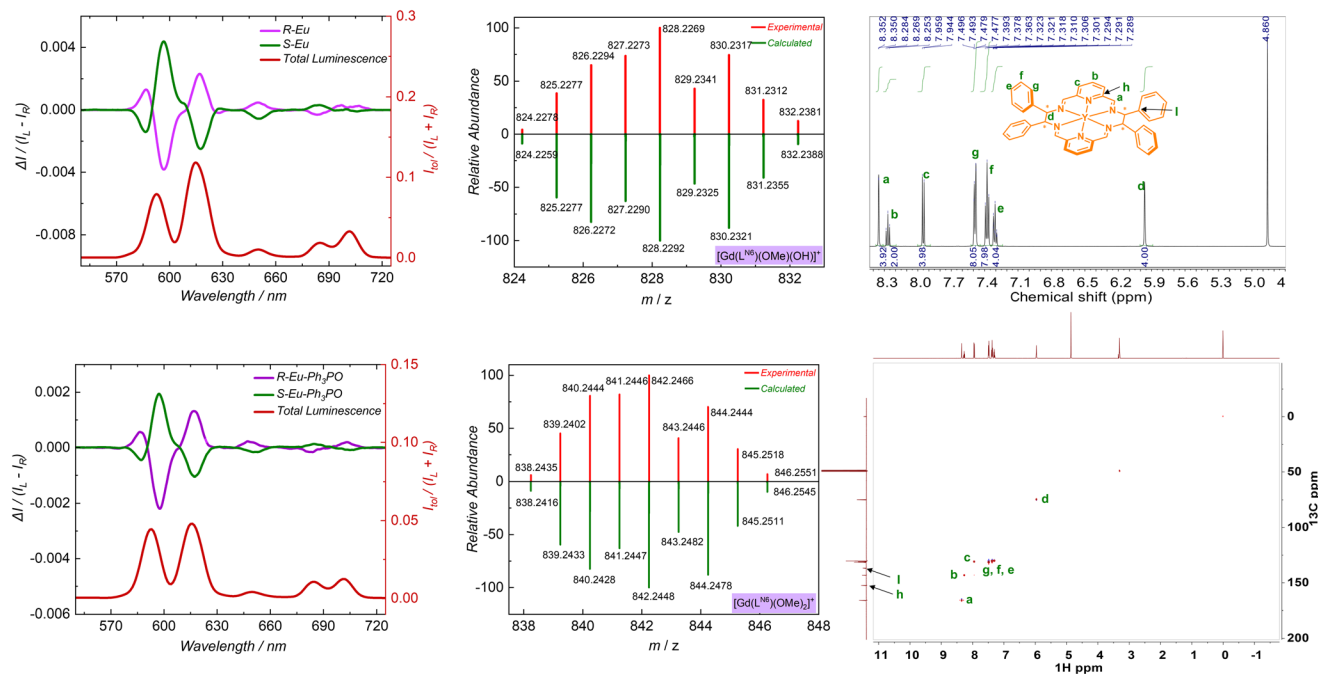 R-Eu
S-Eu
Total Luminescence
0.004
0.000
-0.004
-0.008
0.3
0.2
0.1
0.0
570 600 630 660 690 725
ΔI / (I_L - I_R)
I_tol / (I_L + I_R)
Wavelength / nm
Experimental
Calculated
828.2269
827.2273
830.2317
826.2294
825.2277
829.2341
831.2312
832.2381
824.2278
824.2259
832.2388
825.2277
829.2325
831.2355
826.2272
827.2290
830.2321
828.2292
[Gd(L^N6)(OMe)(OH)]^+
100
50
0
-50
-100
824 826 828 830 832
Relative Abundance
m / z
8.352
8.350
8.284
8.269
8.253
7.959
7.944
7.496
7.493
7.479
7.477
7.393
7.378
7.363
7.323
7.321
7.318
7.310
7.306
7.301
7.294
7.291
7.289
4.860
f
e
g
c
b
h
a
d
l
N
N
N
N
N
N
Y
*
*
*
*
a
b
c
g
f
e
d
3.92
2.00
3.98
8.05
7.98
4.04
4.00
8.3 8.0 7.7 7.4 7.1 6.8 6.5 6.2 5.9 5.6 5.3 5.0 4
Chemical shift (ppm)
R-Eu-Ph3PO
S-Eu-Ph3PO
Total Luminescence
0.002
0.000
-0.002
-0.004
-0.006
0.15
0.10
0.05
0.00
570 600 630 660 690 725
ΔI / (I_L - I_R)
I_tol / (I_L + I_R)
Wavelength / nm
Experimental
Calculated
841.2446 842.2466
840.2444
844.2444
839.2402
843.2446
845.2518
838.2435
846.2551
838.2416
846.2545
839.2433
843.2482
845.2511
840.2428
841.2447
844.2478
842.2448
[Gd(L^N6)(OMe)2]^+
100
50
0
-50
-100
838 840 842 844 846 848
Relative Abundance
m / z
d
c
b
g, f, e
a
l
h
0
50
100
150
200
13C ppm
11 10 9 8 7 6 5 4 3 2 1 0 -1
1H ppm